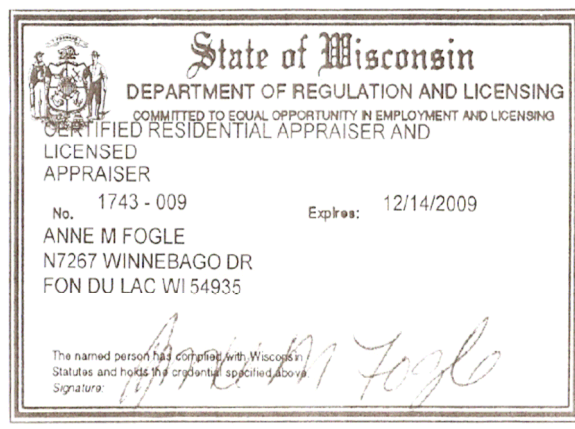 State of Wisconsin
DEPARTMENT OF REGULATION AND LICENSING
COMMITTED TO EQUAL OPPORTUNITY IN EMPLOYMENT AND LICENSING
CERTIFIED RESIDENTIAL APPRAISER AND
LICENSED
APPRAISER
No. 1743 - 009 Expires: 12/14/2009
ANNE M FOGLE
N7267 WINNEBAGO DR
FON DU LAC WI 54935
The named person has complied with Wisconsin
Statutes and holds the credential specified above.
Signature: Anne M Fogle